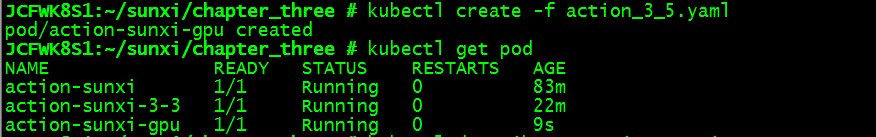 JCFWK8S1:~/sunxi/chapter_three # kubectl create -f action_3_5.yaml
pod/action-sunxi-gpu created
JCFWK8S1:~/sunxi/chapter_three # kubectl get pod
NAME READY STATUS RESTARTS AGE
action-sunxi 1/1 Running 0 83m
action-sunxi-3-3 1/1 Running 0 22m
action-sunxi-gpu 1/1 Running 0 9s